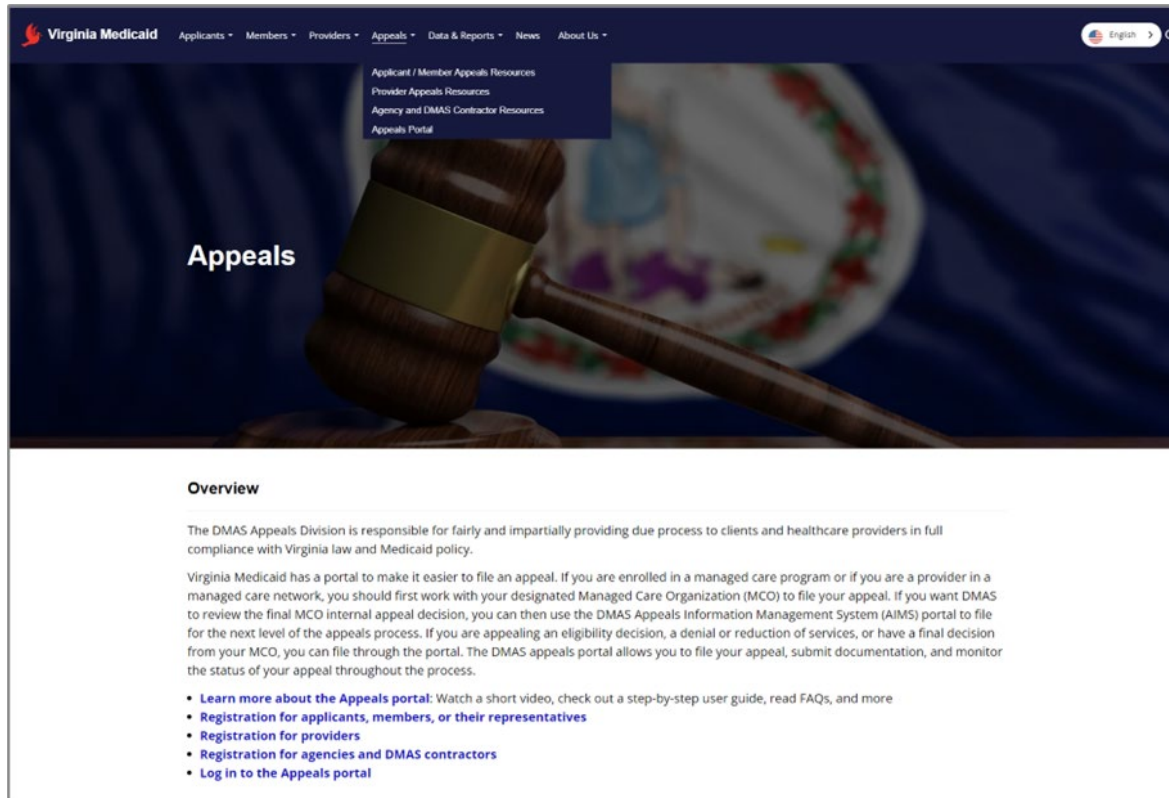 Virginia Medicaid Applicants Members Providers Appeals Data & Reports News About Us English
Applicant / Member Appeals Resources
Provider Appeals Resources
Agency and DMAS Contractor Resources
Appeals Portal
Appeals
Overview
The DMAS Appeals Division is responsible for fairly and impartially providing due process to clients and healthcare providers in full
compliance with Virginia law and Medicaid policy.
Virginia Medicaid has a portal to make it easier to file an appeal. If you are enrolled in a managed care program or if you are a provider in a
managed care network, you should first work with your designated Managed Care Organization (MCO) to file your appeal. If you want DMAS
to review the final MCO internal appeal decision, you can then use the DMAS Appeals Information Management System (AIMS) portal to file
for the next level of the appeals process. If you are appealing an eligibility decision, a denial or reduction of services, or have a final decision
from your MCO, you can file through the portal. The DMAS appeals portal allows you to file your appeal, submit documentation, and monitor
the status of your appeal throughout the process.
• Learn more about the Appeals portal: Watch a short video, check out a step-by-step user guide, read FAQs, and more
• Registration for applicants, members, or their representatives
• Registration for providers
• Registration for agencies and DMAS contractors
• Log in to the Appeals portal